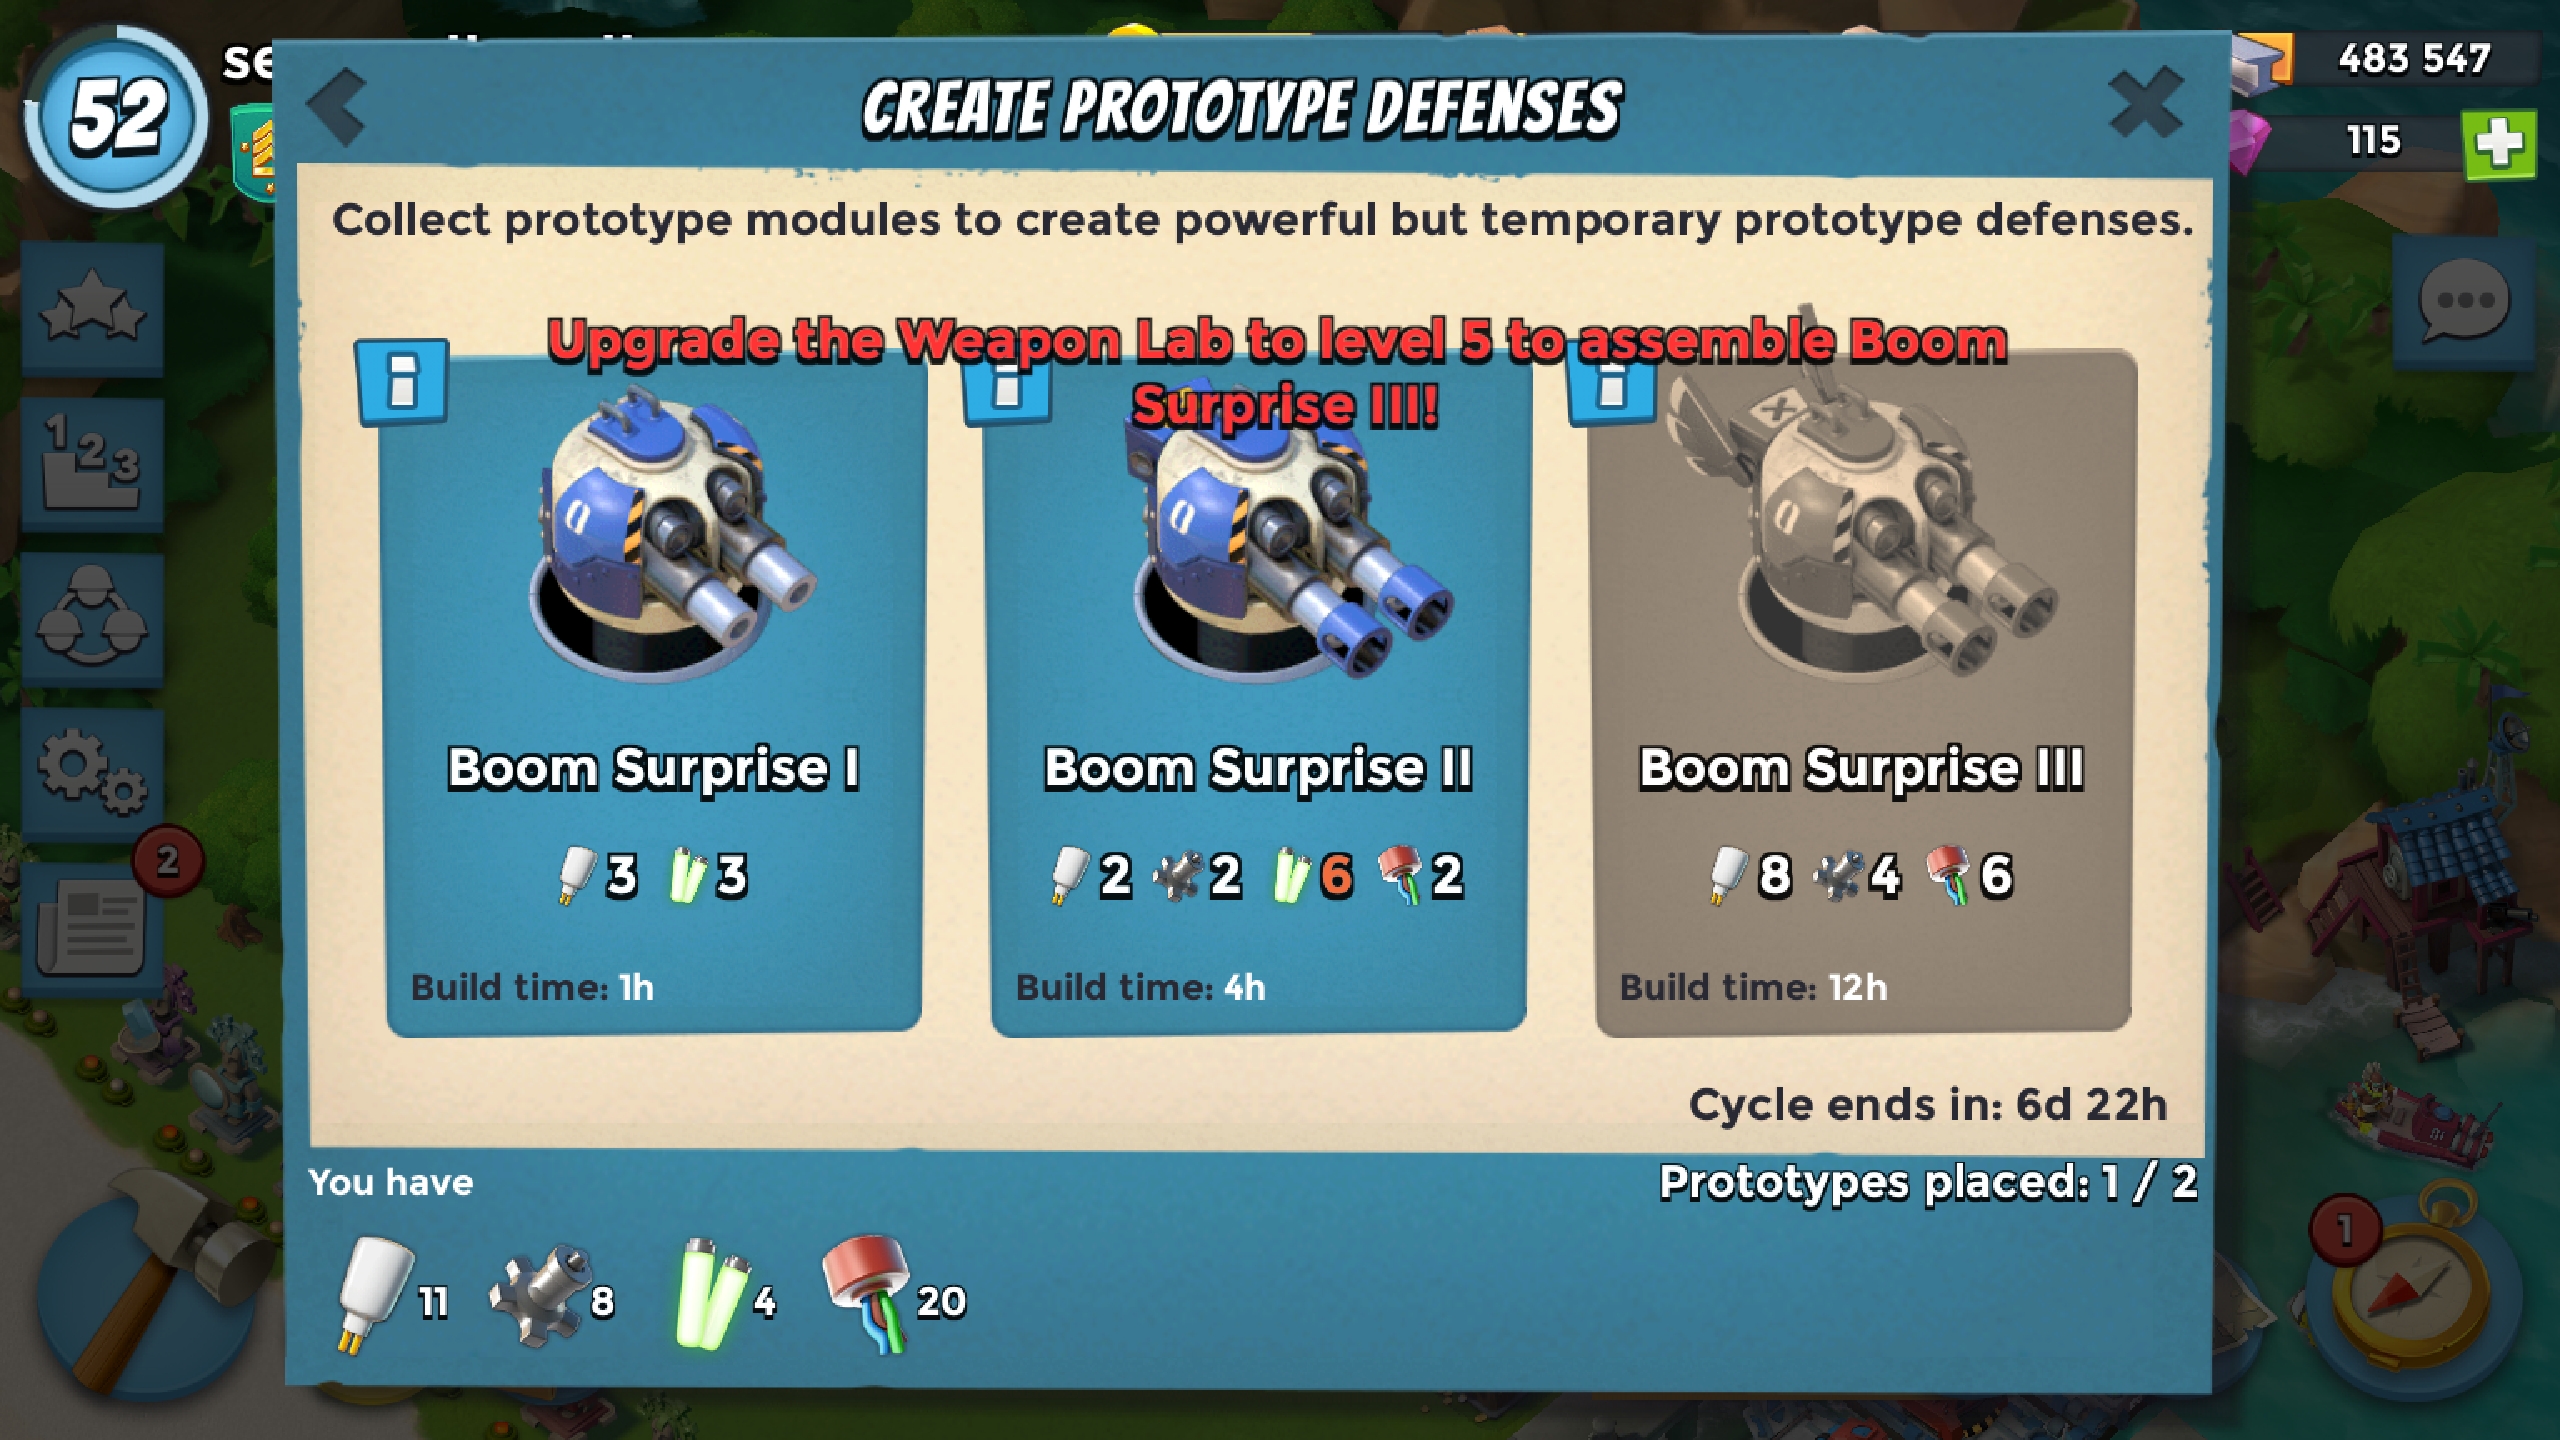 52
483 547
115
CREATE PROTOTYPE DEFENSES
Collect prototype modules to create powerful but temporary prototype defenses.
Upgrade the Weapon Lab to level 5 to assemble Boom
Surprise III!
1 2 3
2
Boom Surprise I
3 3
Build time: 1h
Boom Surprise II
2 2 6 2
Build time: 4h
Boom Surprise III
8 4 6
Build time: 12h
Cycle ends in: 6d 22h
You have
Prototypes placed: 1 / 2
11 8 4 20
1